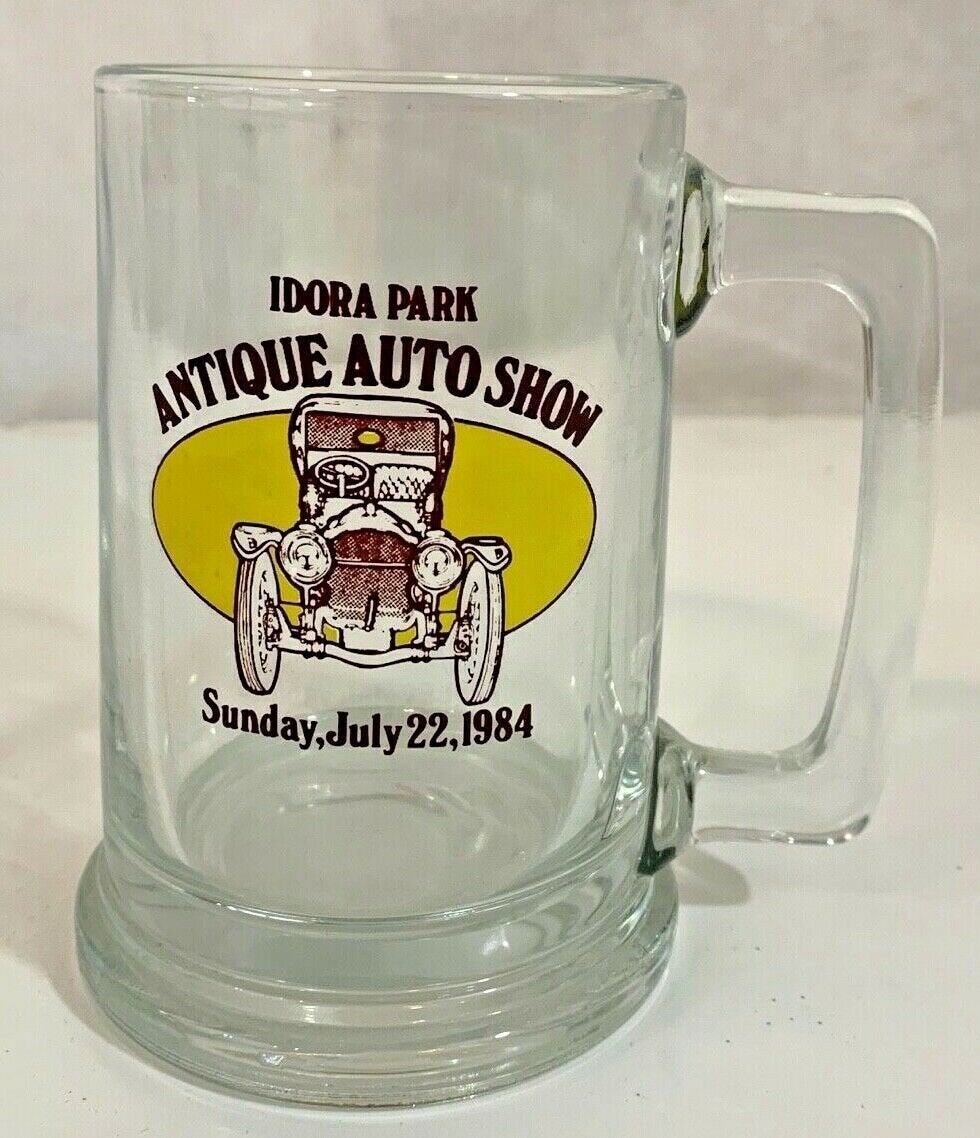 IDORA PARK
ANTIQUE AUTO SHOW
Sunday, July 22, 1984